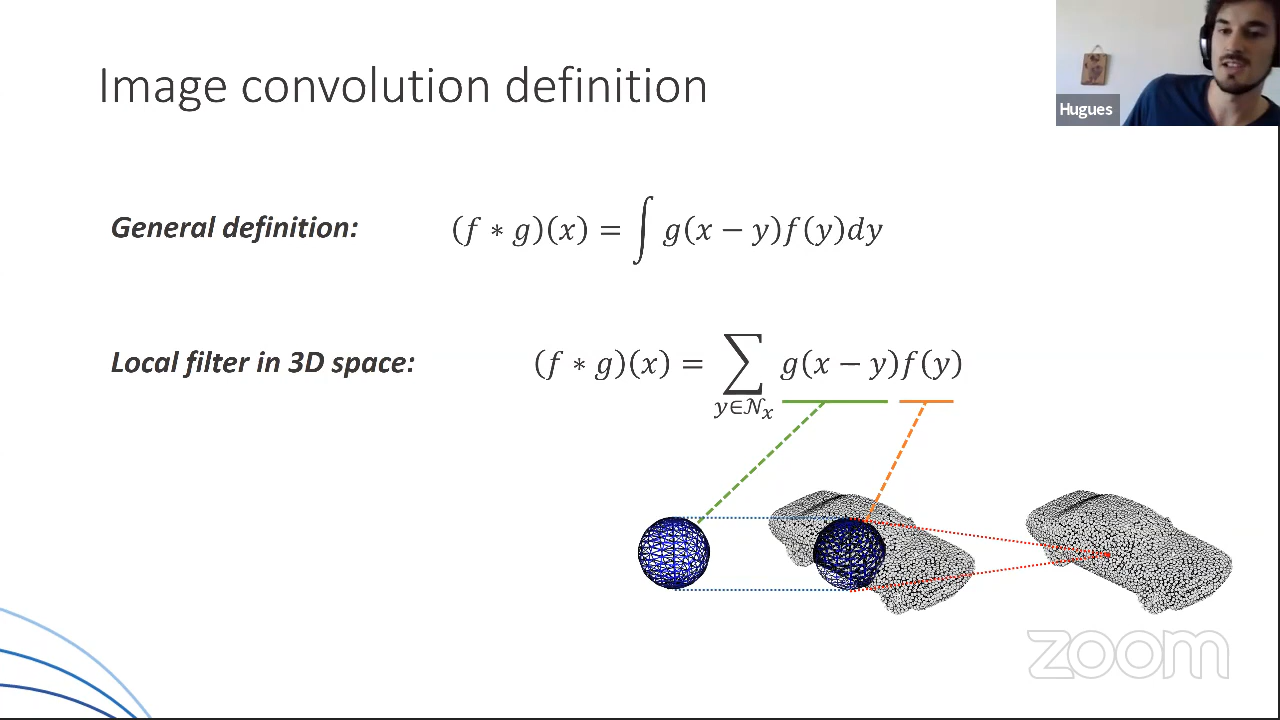 Image convolution definition
Hugues
General definition: (f ∗ g)(x) = ∫ g(x − y)f(y)dy
Local filter in 3D space: (f ∗ g)(x) = ∑ g(x − y)f(y)
y∈𝒩ₓ
zoom